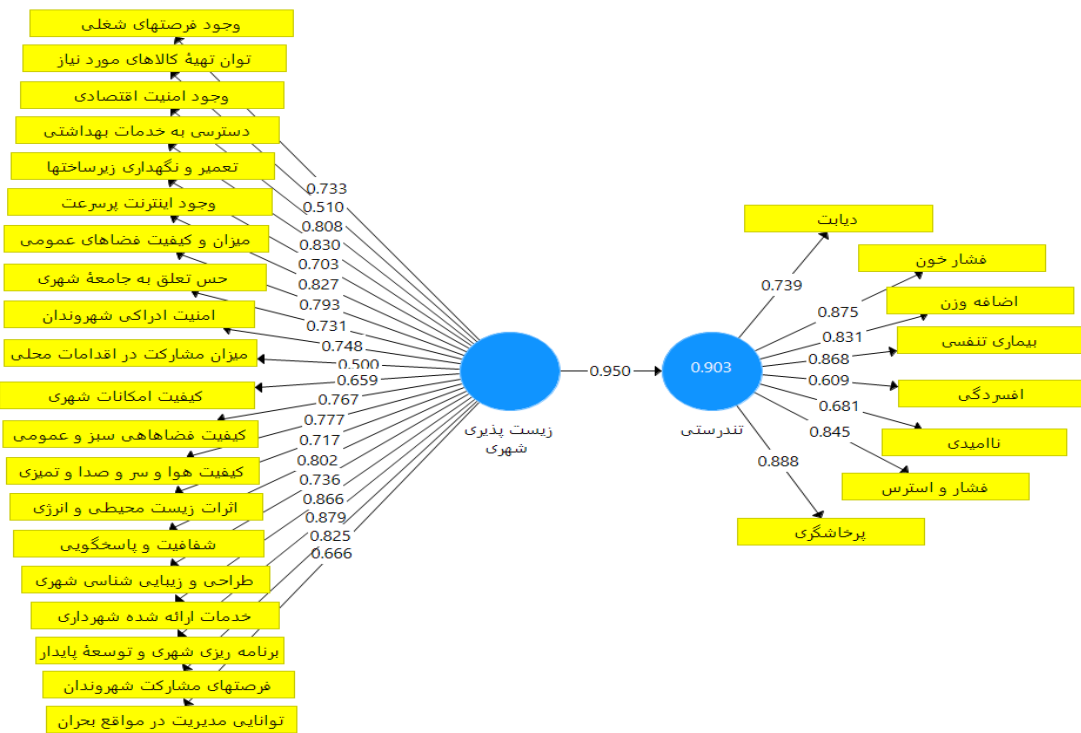 وجود فرصتهای شغلی
توان تهیۀ کالاهای مورد نیاز
وجود امنیت اقتصادی
دسترسی به خدمات بهداشتی
تعمیر و نگهداری زیرساختها
وجود اینترنت پرسرعت
میزان و کیفیت فضاهای عمومی
حس تعلق به جامعۀ شهری
امنیت ادراکی شهروندان
میزان مشارکت در اقدامات محلی
کیفیت امکانات شهری
کیفیت فضاهاهی سبز و عمومی
کیفیت هوا و سر و صدا و تمیزی
اثرات زیست محیطی و انرژی
شفافیت و پاسخگویی
طراحی و زیبایی شناسی شهری
خدمات ارائه شده شهرداری
برنامه ریزی شهری و توسعۀ پایدار
فرصتهای مشارکت شهروندان
توانایی مدیریت در مواقع بحران
0.733
0.510
0.808
0.830
0.703
0.827
0.793
0.731
0.748
0.500
0.659
0.767
0.777
0.717
0.802
0.736
0.866
0.879
0.825
0.666
زیست پذیری
شهری
0.950
0.903
تندرستی
0.739
0.875
0.831
0.868
0.609
0.681
0.845
0.888
دیابت
فشار خون
اضافه وزن
بیماری تنفسی
افسردگی
ناامیدی
فشار و استرس
پرخاشگری